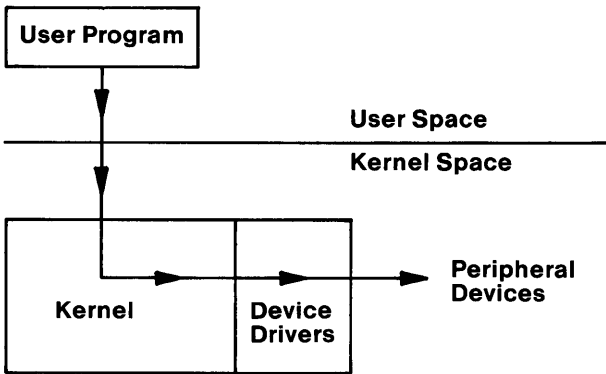 User Program
User Space
Kernel Space
Kernel
Device
Drivers
Peripheral
Devices